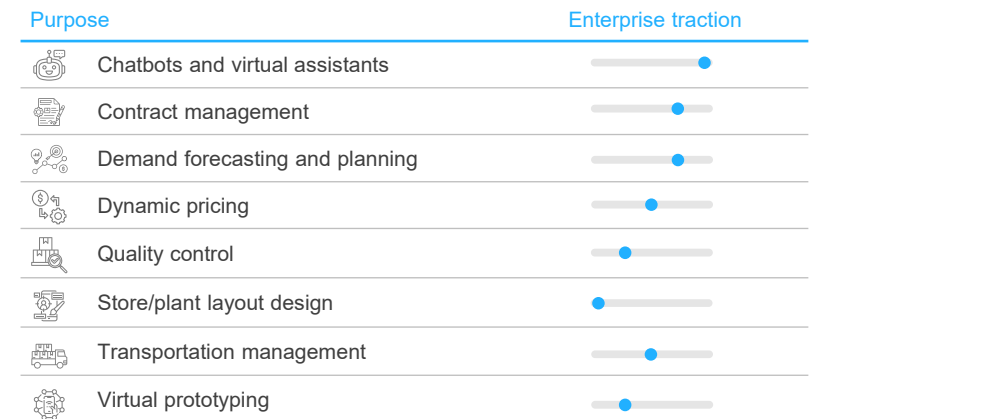 Purpose Enterprise traction
Chatbots and virtual assistants
Contract management
Demand forecasting and planning
Dynamic pricing
Quality control
Store/plant layout design
Transportation management
Virtual prototyping